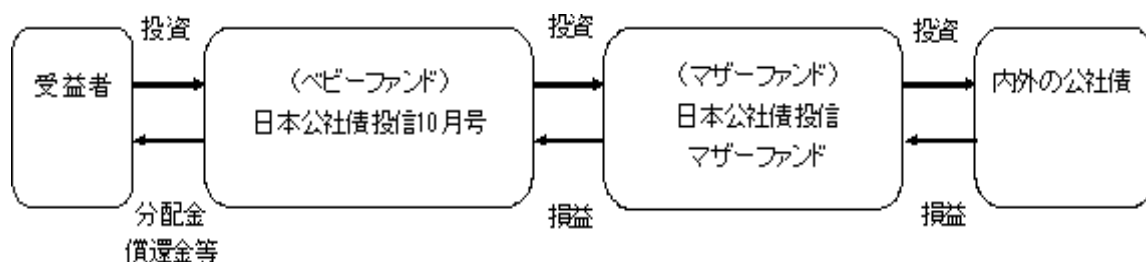 投資
投資
投資
受益者
（ベビーファンド）
日本公社債投信10月号
（マザーファンド）
日本公社債投信
マザーファンド
内外の公社債
分配金
償還金等
損益
損益